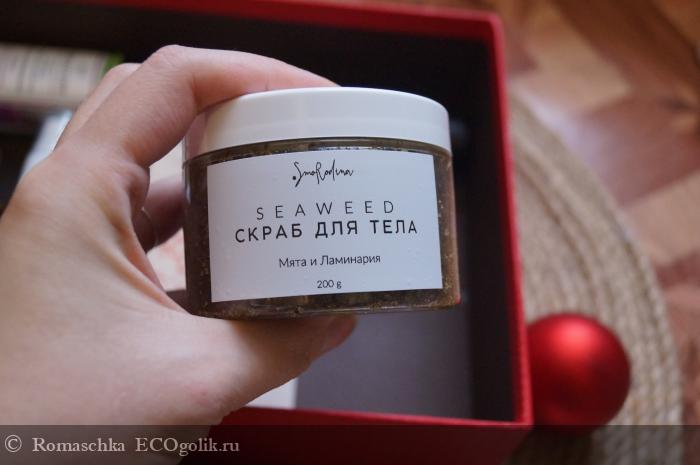 SmoRodina
SEAWEED
СКРАБ ДЛЯ ТЕЛА
Мята и Ламинария
200 g
© Romaschka ECOgolik.ru